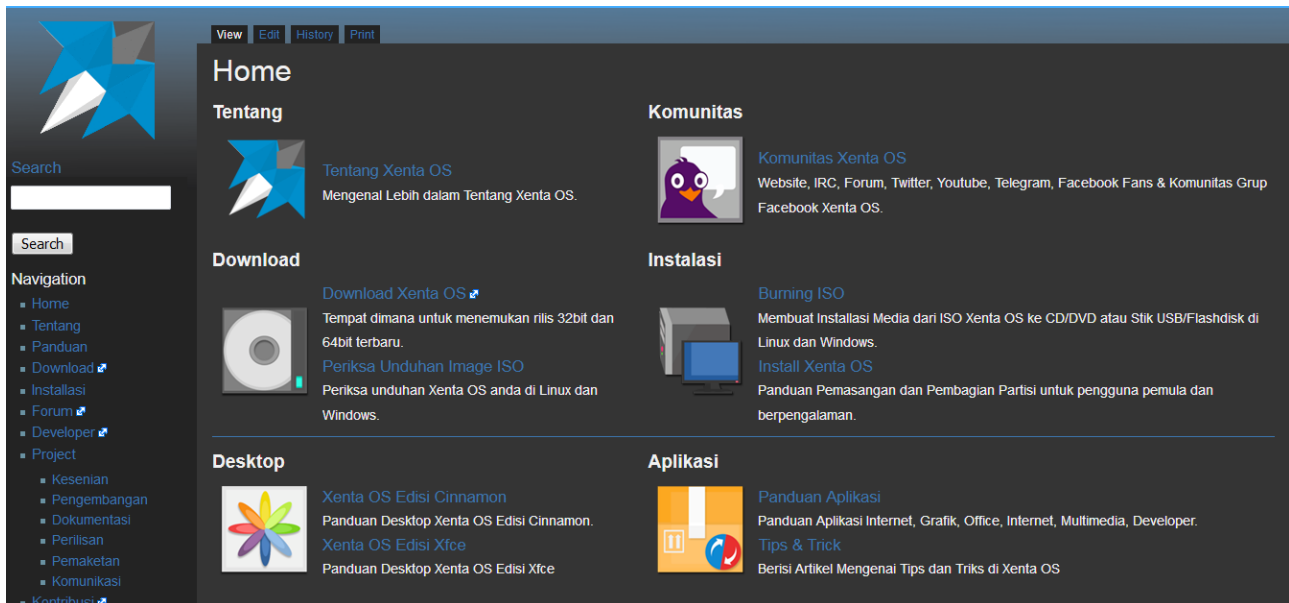 View Edit History Print
Home
Search
Search
Navigation
Home
Tentang
Panduan
Download
Installasi
Forum
Developer
Project
Kesenian
Pengembangan
Dokumentasi
Perilisan
Pemaketan
Komunikasi
Kontribusi
Tentang
Tentang Xenta OS
Mengenal Lebih dalam Tentang Xenta OS.
Komunitas
Komunitas Xenta OS
Website, IRC, Forum, Twitter, Youtube, Telegram, Facebook Fans & Komunitas Grup
Facebook Xenta OS.
Download
Download Xenta OS
Tempat dimana untuk menemukan rilis 32bit dan
64bit terbaru.
Periksa Unduhan Image ISO
Periksa unduhan Xenta OS anda di Linux dan
Windows.
Instalasi
Burning ISO
Membuat Installasi Media dari ISO Xenta OS ke CD/DVD atau Stik USB/Flashdisk di
Linux dan Windows.
Install Xenta OS
Panduan Pemasangan dan Pembagian Partisi untuk pengguna pemula dan
berpengalaman.
Desktop
Xenta OS Edisi Cinnamon
Panduan Desktop Xenta OS Edisi Cinnamon.
Xenta OS Edisi Xfce
Panduan Desktop Xenta OS Edisi Xfce
Aplikasi
Panduan Aplikasi
Panduan Aplikasi Internet, Grafik, Office, Internet, Multimedia, Developer.
Tips & Trick
Berisi Artikel Mengenai Tips dan Triks di Xenta OS